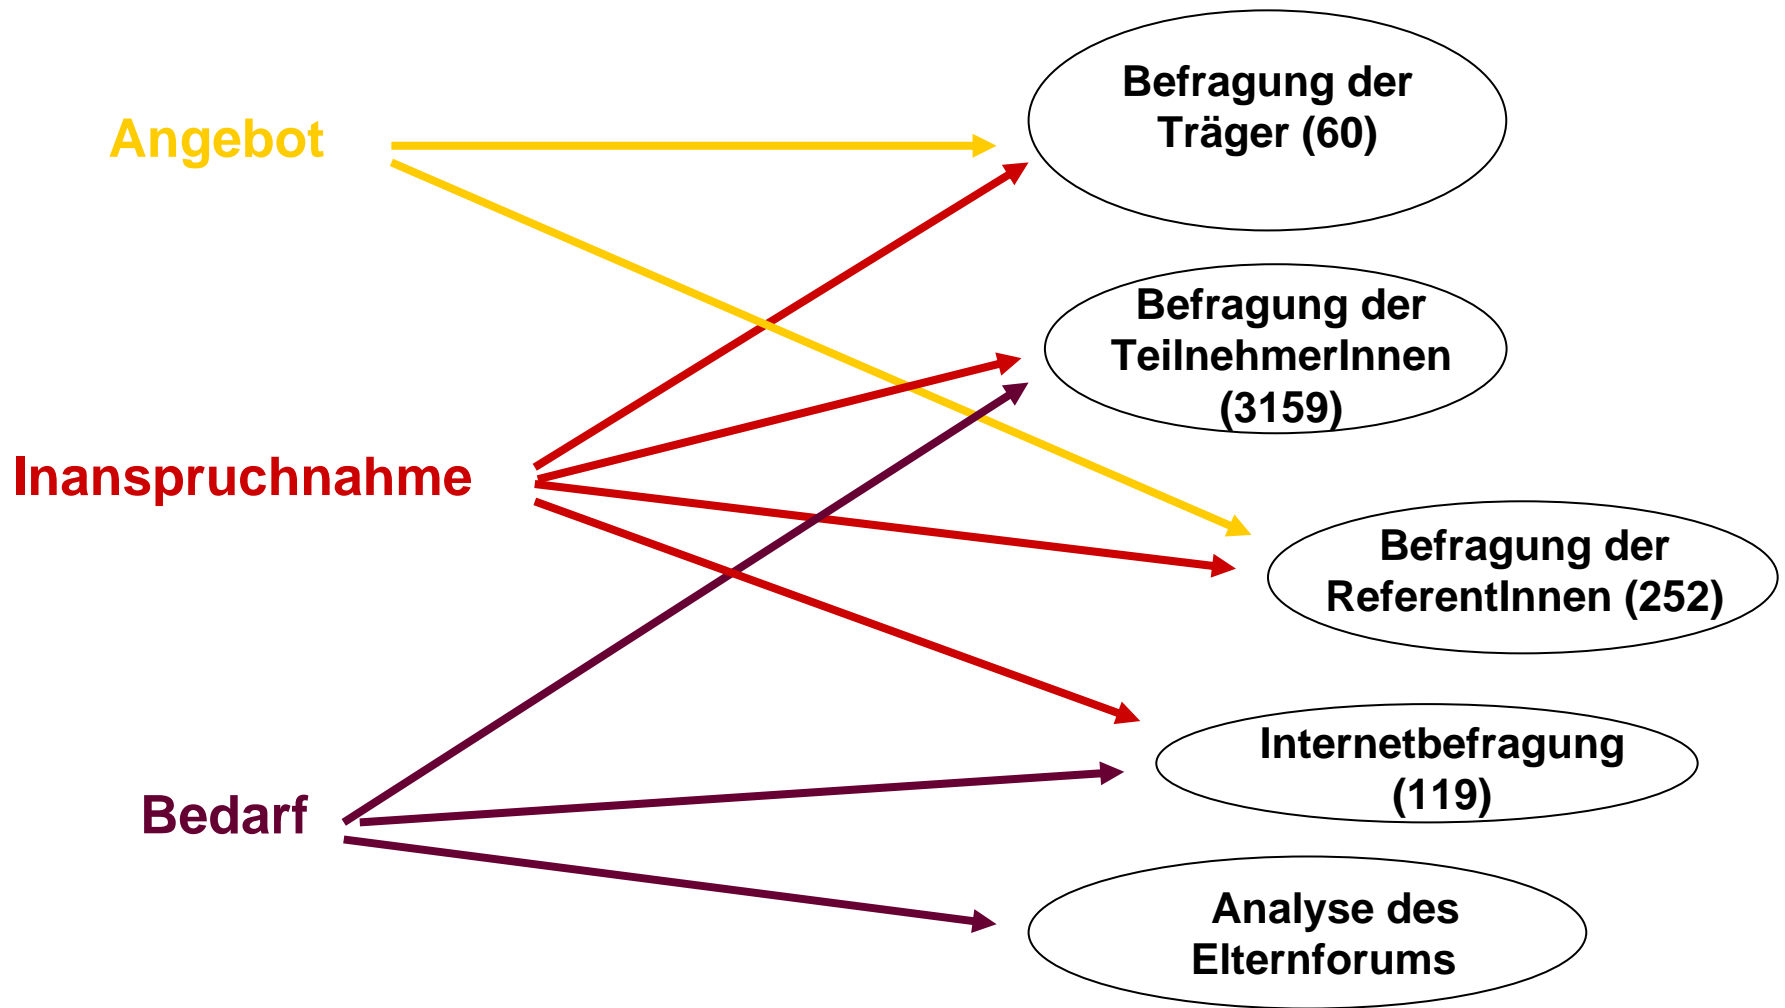 Angebot
Inanspruchnahme
Bedarf
Befragung der
Träger (60)
Befragung der
TeilnehmerInnen
(3159)
Befragung der
ReferentInnen (252)
Internetbefragung
(119)
Analyse des
Elternforums